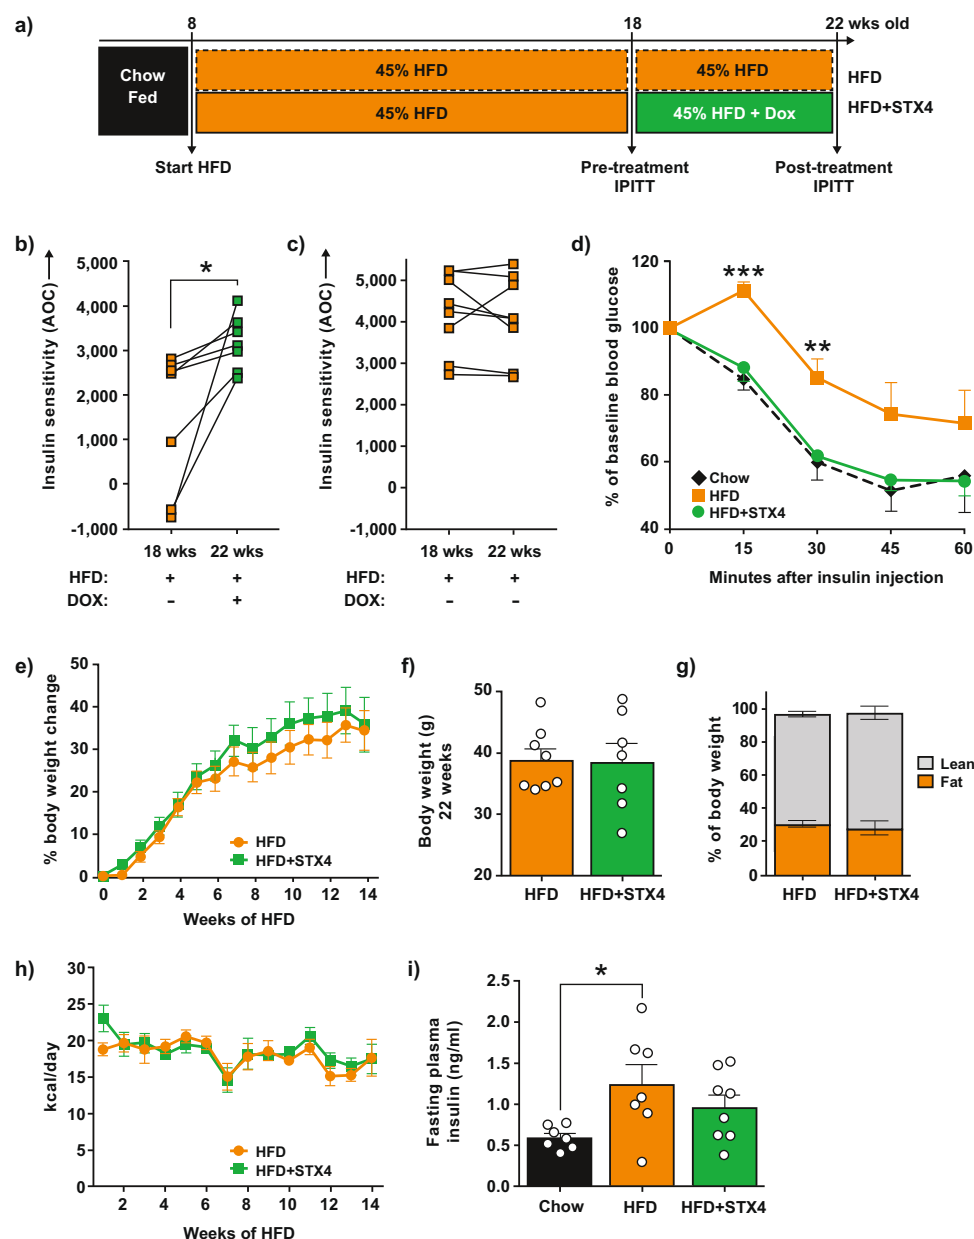 a)
8
18
22 wks old
Chow
Fed
45% HFD
45% HFD
HFD
45% HFD
45% HFD + Dox
HFD+STX4
Start HFD
Pre-treatment
IPITT
Post-treatment
IPITT
b)
Insulin sensitivity (AOC)
5,000
4,000
3,000
2,000
1,000
0
-1,000
*
18 wks
22 wks
HFD:
+
+
DOX:
–
+
c)
Insulin sensitivity (AOC)
5,000
4,000
3,000
2,000
1,000
0
-1,000
18 wks
22 wks
HFD:
+
+
DOX:
–
–
d)
% of baseline blood glucose
120
100
80
60
40
***
**
Chow
HFD
HFD+STX4
0
15
30
45
60
Minutes after insulin injection
e)
% body weight change
50
40
30
20
10
0
HFD
HFD+STX4
0
2
4
6
8
10
12
14
Weeks of HFD
f)
Body weight (g)
22 weeks
50
40
30
20
HFD
HFD+STX4
g)
% of body weight
100
80
60
40
20
0
Lean
Fat
HFD
HFD+STX4
h)
kcal/day
30
25
20
15
10
5
0
HFD
HFD+STX4
2
4
6
8
10
12
14
Weeks of HFD
i)
Fasting plasma
insulin (ng/ml)
2.5
2.0
1.5
1.0
0.5
0.0
*
Chow
HFD
HFD+STX4